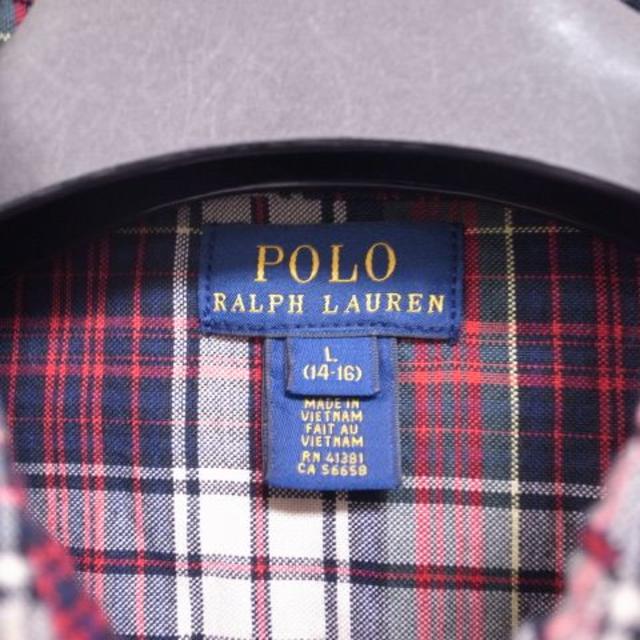 POLO
RALPH LAUREN
L
(14-16)
MADE IN
VIETNAM
FAIT AU
VIETNAM
RN 41381
CA 56658